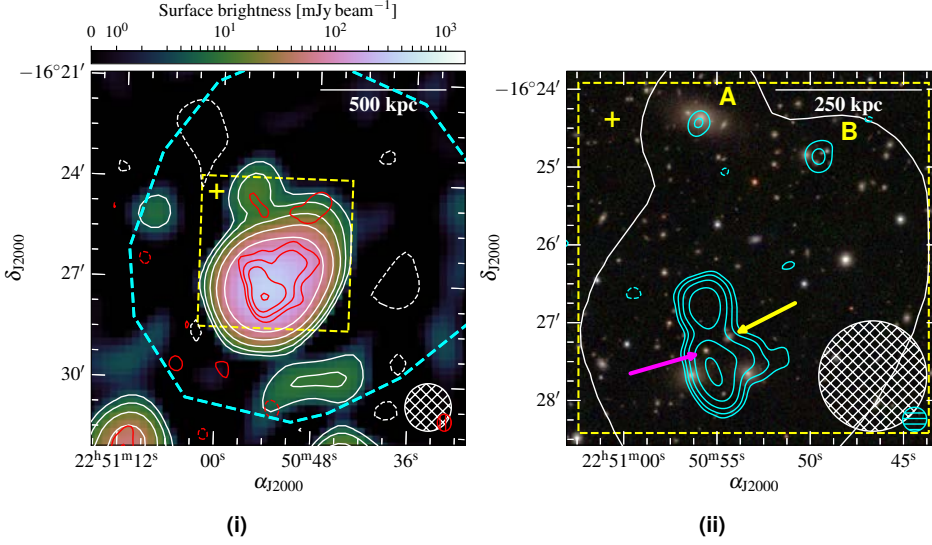 Surface brightness [mJy beam⁻¹]
0 10⁰ 10¹ 10² 10³
−16°21′
24′
27′
30′
δJ2000
500 kpc
+
22ʰ51ᵐ12ˢ 00ˢ 50ᵐ48ˢ 36ˢ
αJ2000
(i)
−16°24′
25′
26′
27′
28′
δJ2000
A
250 kpc
+
B
22ʰ51ᵐ00ˢ 50ᵐ55ˢ 50ˢ 45ˢ
αJ2000
(ii)